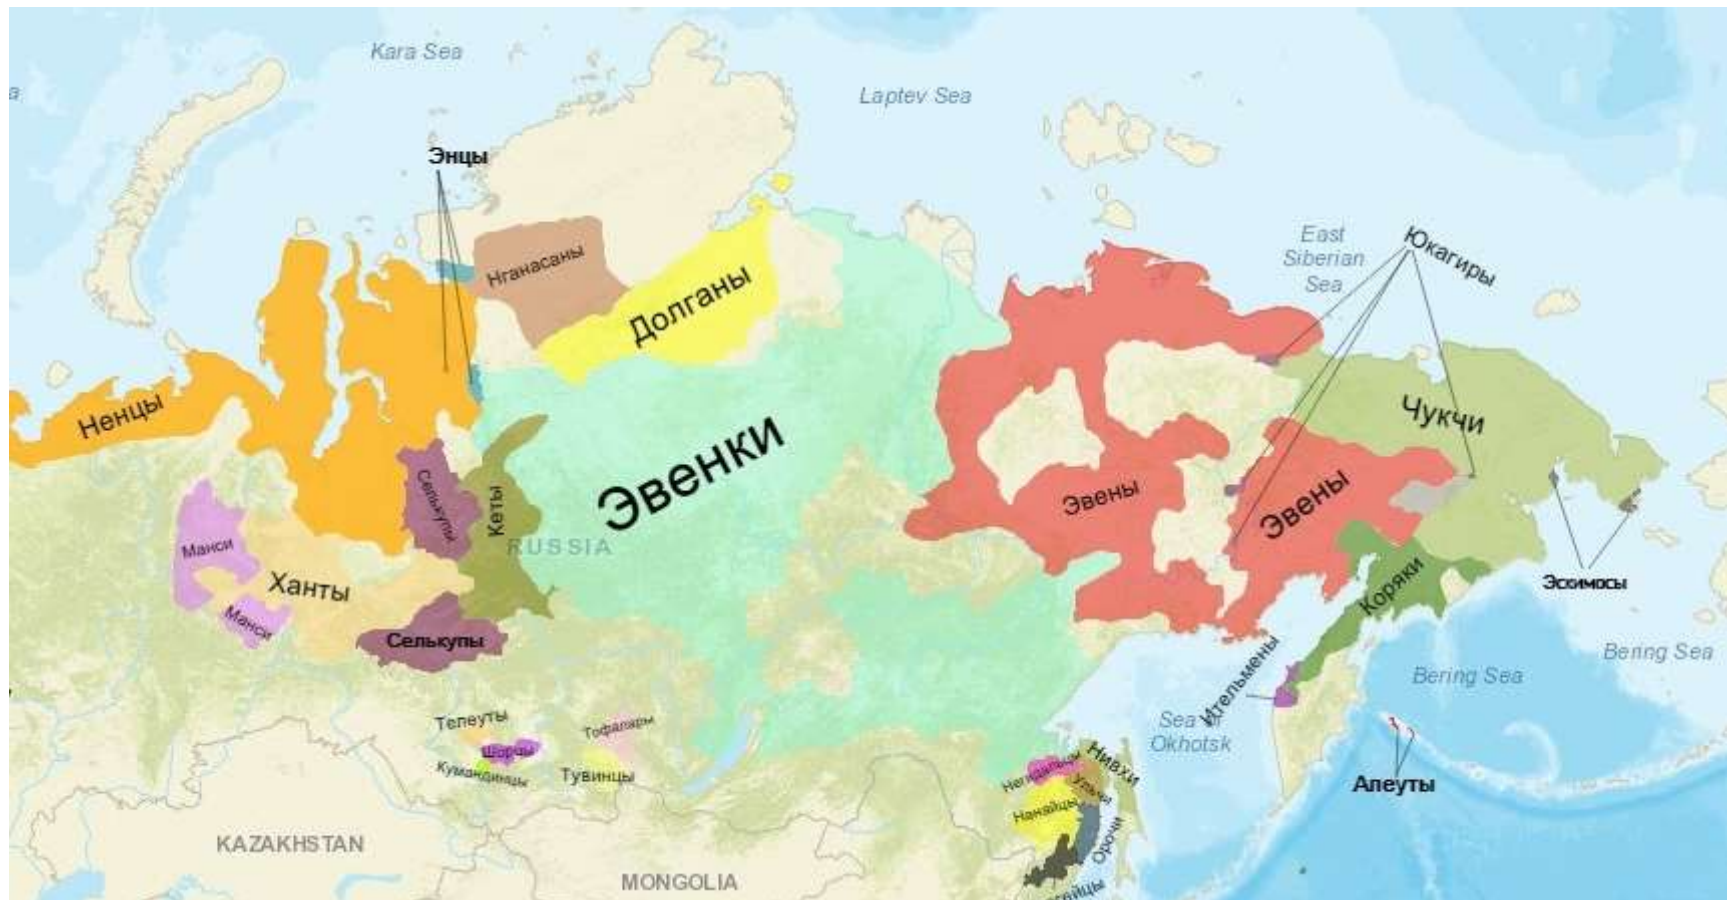 Kara Sea
Laptev Sea
Энцы
East
Siberian
Sea
Юкагиры
Нганасаны
Долганы
Ненцы
Чукчи
Эвенки
Селькупы
Кеты
Эвены
Эвены
RUSSIA
Манси
Ханты
Манси
Селькупы
Коряки
Эскимосы
Ительмены
Bering Sea
Bering Sea
Sea of
Okhotsk
Телеуты
Шорцы
Кумандинцы
Тофалары
Тувинцы
Негидальцы
Нивхи
Ульчи
Нанайцы
Орочи
Алеуты
KAZAKHSTAN
MONGOLIA